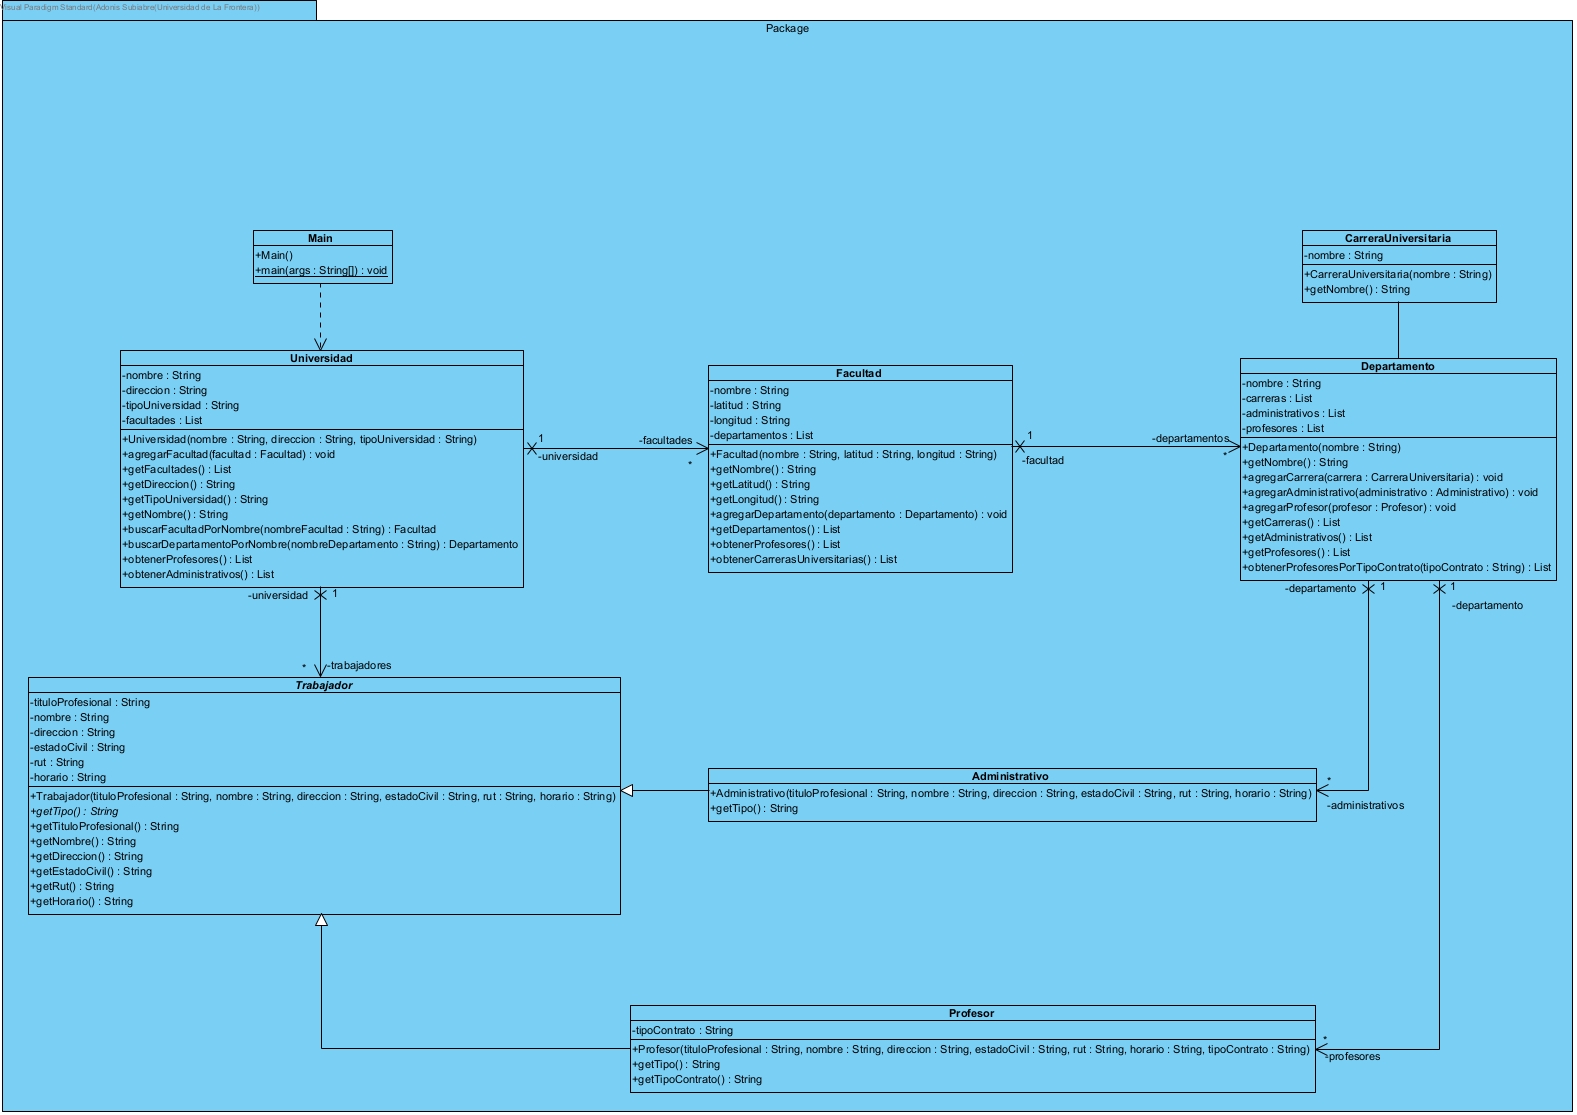 Visual Paradigm Standard(Adonis Subiabre(Universidad de La Frontera))
Package
Main
+Main()
+main(args : String[]) : void
CarreraUniversitaria
-nombre : String
+CarreraUniversitaria(nombre : String)
+getNombre() : String
Universidad
-nombre : String
-direccion : String
-tipoUniversidad : String
-facultades : List
+Universidad(nombre : String, direccion : String, tipoUniversidad : String)
+agregarFacultad(facultad : Facultad) : void
+getFacultades() : List
+getDireccion() : String
+getTipoUniversidad() : String
+getNombre() : String
+buscarFacultadPorNombre(nombreFacultad : String) : Facultad
+buscarDepartamentoPorNombre(nombreDepartamento : String) : Departamento
+obtenerProfesores() : List
+obtenerAdministrativos() : List
1
-universidad
-facultades
*
Facultad
-nombre : String
-latitud : String
-longitud : String
-departamentos : List
+Facultad(nombre : String, latitud : String, longitud : String)
+getNombre() : String
+getLatitud() : String
+getLongitud() : String
+agregarDepartamento(departamento : Departamento) : void
+getDepartamentos() : List
+obtenerProfesores() : List
+obtenerCarrerasUniversitarias() : List
1
-facultad
-departamentos
*
Departamento
-nombre : String
-carreras : List
-administrativos : List
-profesores : List
+Departamento(nombre : String)
+getNombre() : String
+agregarCarrera(carrera : CarreraUniversitaria) : void
+agregarAdministrativo(administrativo : Administrativo) : void
+agregarProfesor(profesor : Profesor) : void
+getCarreras() : List
+getAdministrativos() : List
+getProfesores() : List
+obtenerProfesoresPorTipoContrato(tipoContrato : String) : List
-universidad
1
-departamento
1
1
-departamento
*
-trabajadores
Trabajador
-tituloProfesional : String
-nombre : String
-direccion : String
-estadoCivil : String
-rut : String
-horario : String
+Trabajador(tituloProfesional : String, nombre : String, direccion : String, estadoCivil : String, rut : String, horario : String)
+getTipo() : String
+getTituloProfesional() : String
+getNombre() : String
+getDireccion() : String
+getEstadoCivil() : String
+getRut() : String
+getHorario() : String
Administrativo
+Administrativo(tituloProfesional : String, nombre : String, direccion : String, estadoCivil : String, rut : String, horario : String)
+getTipo() : String
*
-administrativos
Profesor
-tipoContrato : String
+Profesor(tituloProfesional : String, nombre : String, direccion : String, estadoCivil : String, rut : String, horario : String, tipoContrato : String)
+getTipo() : String
+getTipoContrato() : String
*
-profesores